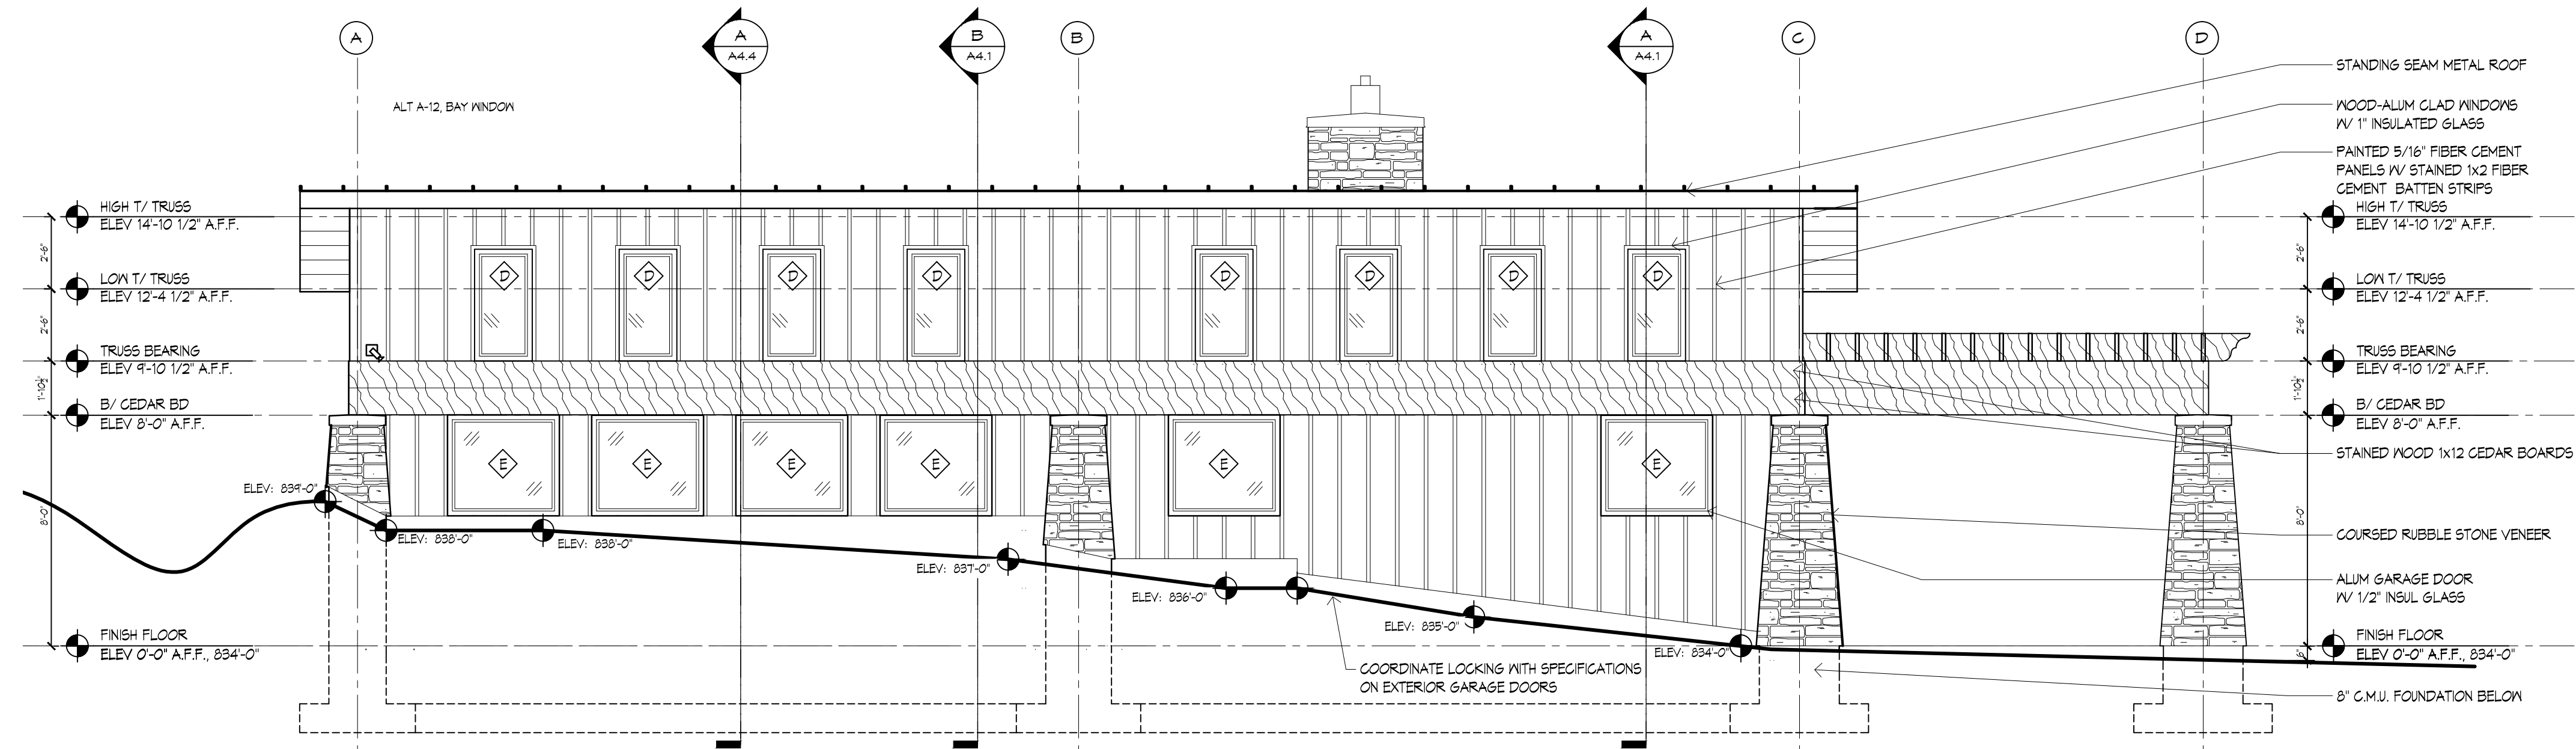 A
A
A4.4
B
A4.1
B
A
A4.1
C
D
ALT A-12, BAY WINDOW
STANDING SEAM METAL ROOF
WOOD-ALUM CLAD WINDOWS
W/ 1" INSULATED GLASS
PAINTED 5/16" FIBER CEMENT
PANELS W/ STAINED 1x2 FIBER
CEMENT BATTEN STRIPS
HIGH T/ TRUSS
ELEV 14'-10 1/2" A.F.F.
HIGH T/ TRUSS
ELEV 14'-10 1/2" A.F.F.
2'-6"
2'-6"
D
D
D
D
D
D
D
D
LOW T/ TRUSS
ELEV 12'-4 1/2" A.F.F.
LOW T/ TRUSS
ELEV 12'-4 1/2" A.F.F.
2'-6"
2'-6"
TRUSS BEARING
ELEV 9'-10 1/2" A.F.F.
TRUSS BEARING
ELEV 9'-10 1/2" A.F.F.
1'-10½"
1'-10½"
B/ CEDAR BD
ELEV 8'-0" A.F.F.
B/ CEDAR BD
ELEV 8'-0" A.F.F.
STAINED WOOD 1x12 CEDAR BOARDS
E
E
E
E
E
E
ELEV: 839'-0"
8'-0"
8'-0"
ELEV: 838'-0"
ELEV: 838'-0"
COURSED RUBBLE STONE VENEER
ELEV: 837'-0"
ALUM GARAGE DOOR
W/ 1/2" INSUL GLASS
ELEV: 836'-0"
ELEV: 835'-0"
FINISH FLOOR
ELEV 0'-0" A.F.F., 834'-0"
ELEV: 834'-0"
FINISH FLOOR
ELEV 0'-0" A.F.F., 834'-0"
6"
COORDINATE LOCKING WITH SPECIFICATIONS
ON EXTERIOR GARAGE DOORS
8" C.M.U. FOUNDATION BELOW